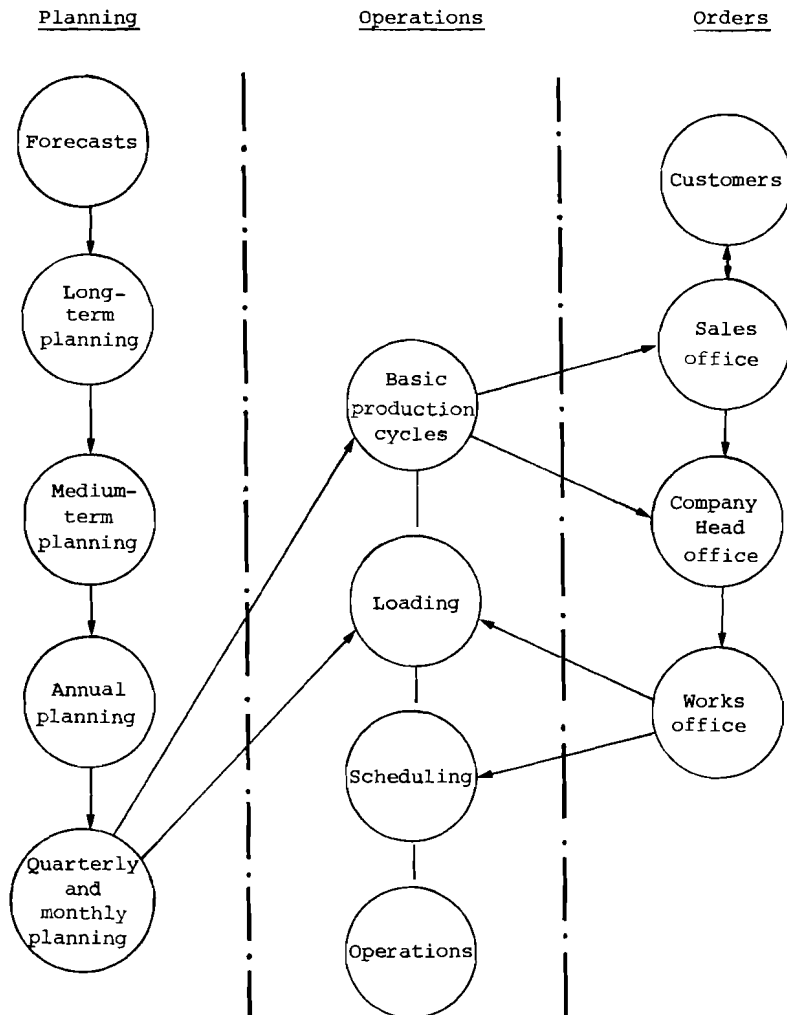 Planning
Operations
Orders
Forecasts
Long-
term
planning
Medium-
term
planning
Annual
planning
Quarterly
and
monthly
planning
Basic
production
cycles
Loading
Scheduling
Operations
Customers
Sales
office
Company
Head
office
Works
office